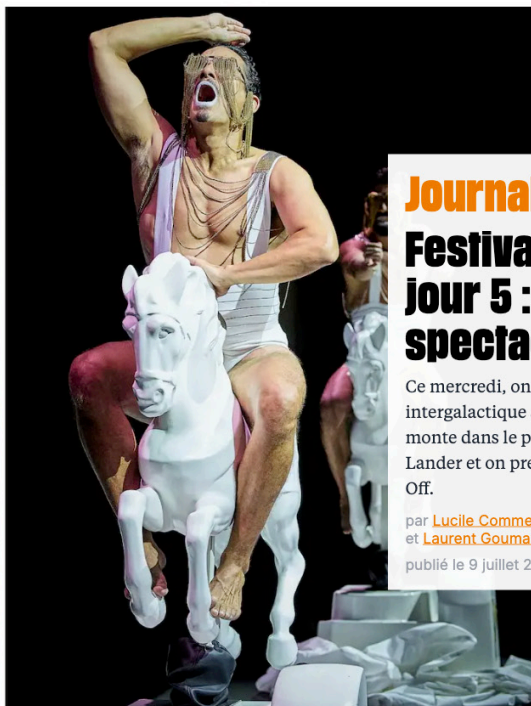 Journa
Festiva
jour 5 :
specta
Ce mercredi, on
intergalactique
monte dans le p
Lander et on pre
Off.
par Lucile Comme
et Laurent Gouma
publié le 9 juillet 2